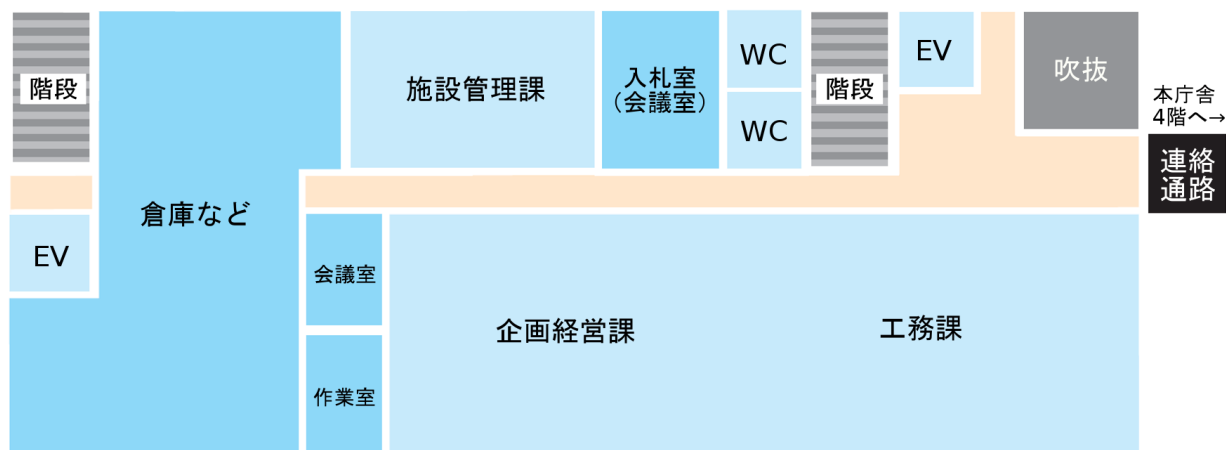 階段
施設管理課
入札室
(会議室)
WC
WC
階段
EV
吹抜
本庁舎
4階へ→
連絡
通路
倉庫など
EV
会議室
作業室
企画経営課
工務課